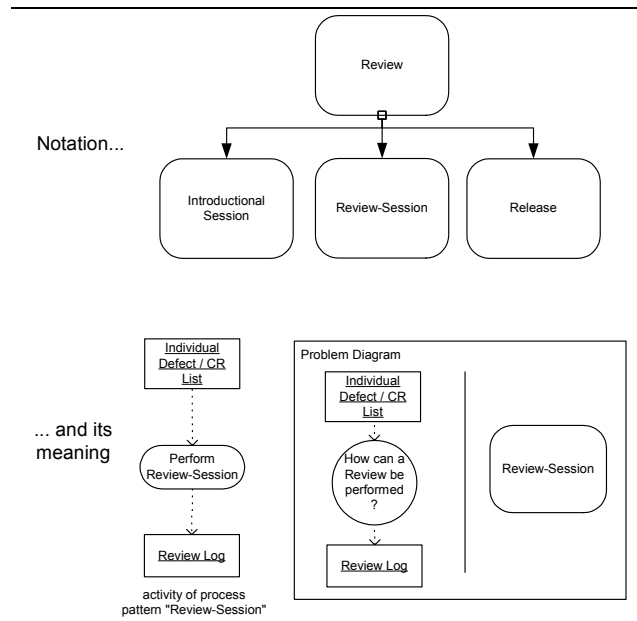 Review
Notation...
Introductional
Session
Review-Session
Release
... and its
meaning
Individual
Defect / CR
List
Perform
Review-Session
Review Log
activity of process
pattern "Review-Session"
Problem Diagram
Individual
Defect / CR
List
How can a
Review be
performed
?
Review Log
Review-Session